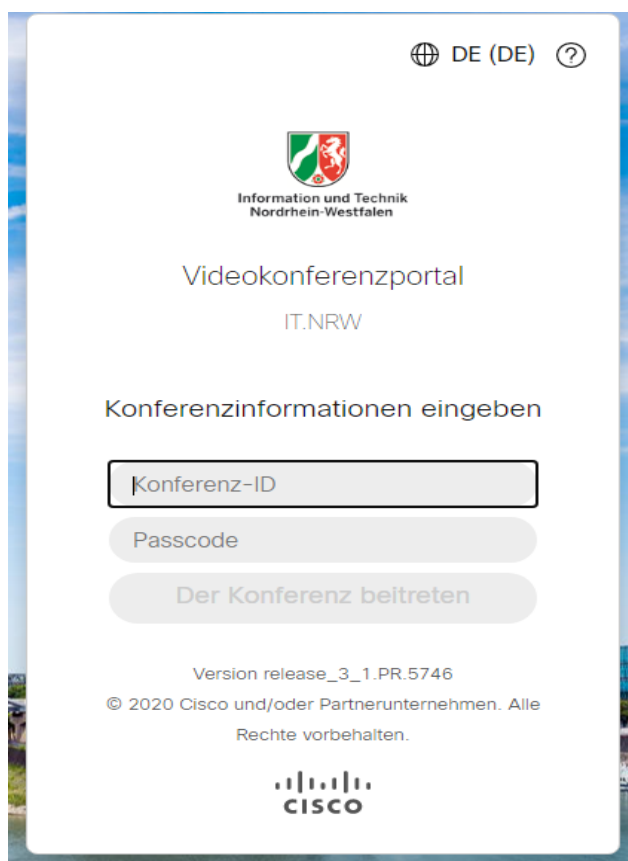 DE (DE)
Information und Technik
Nordrhein-Westfalen
Videokonferenzportal
IT.NRW
Konferenzinformationen eingeben
Konferenz-ID
Passcode
Der Konferenz beitreten
Version release_3_1.PR.5746
© 2020 Cisco und/oder Partnerunternehmen. Alle
Rechte vorbehalten.
CISCO